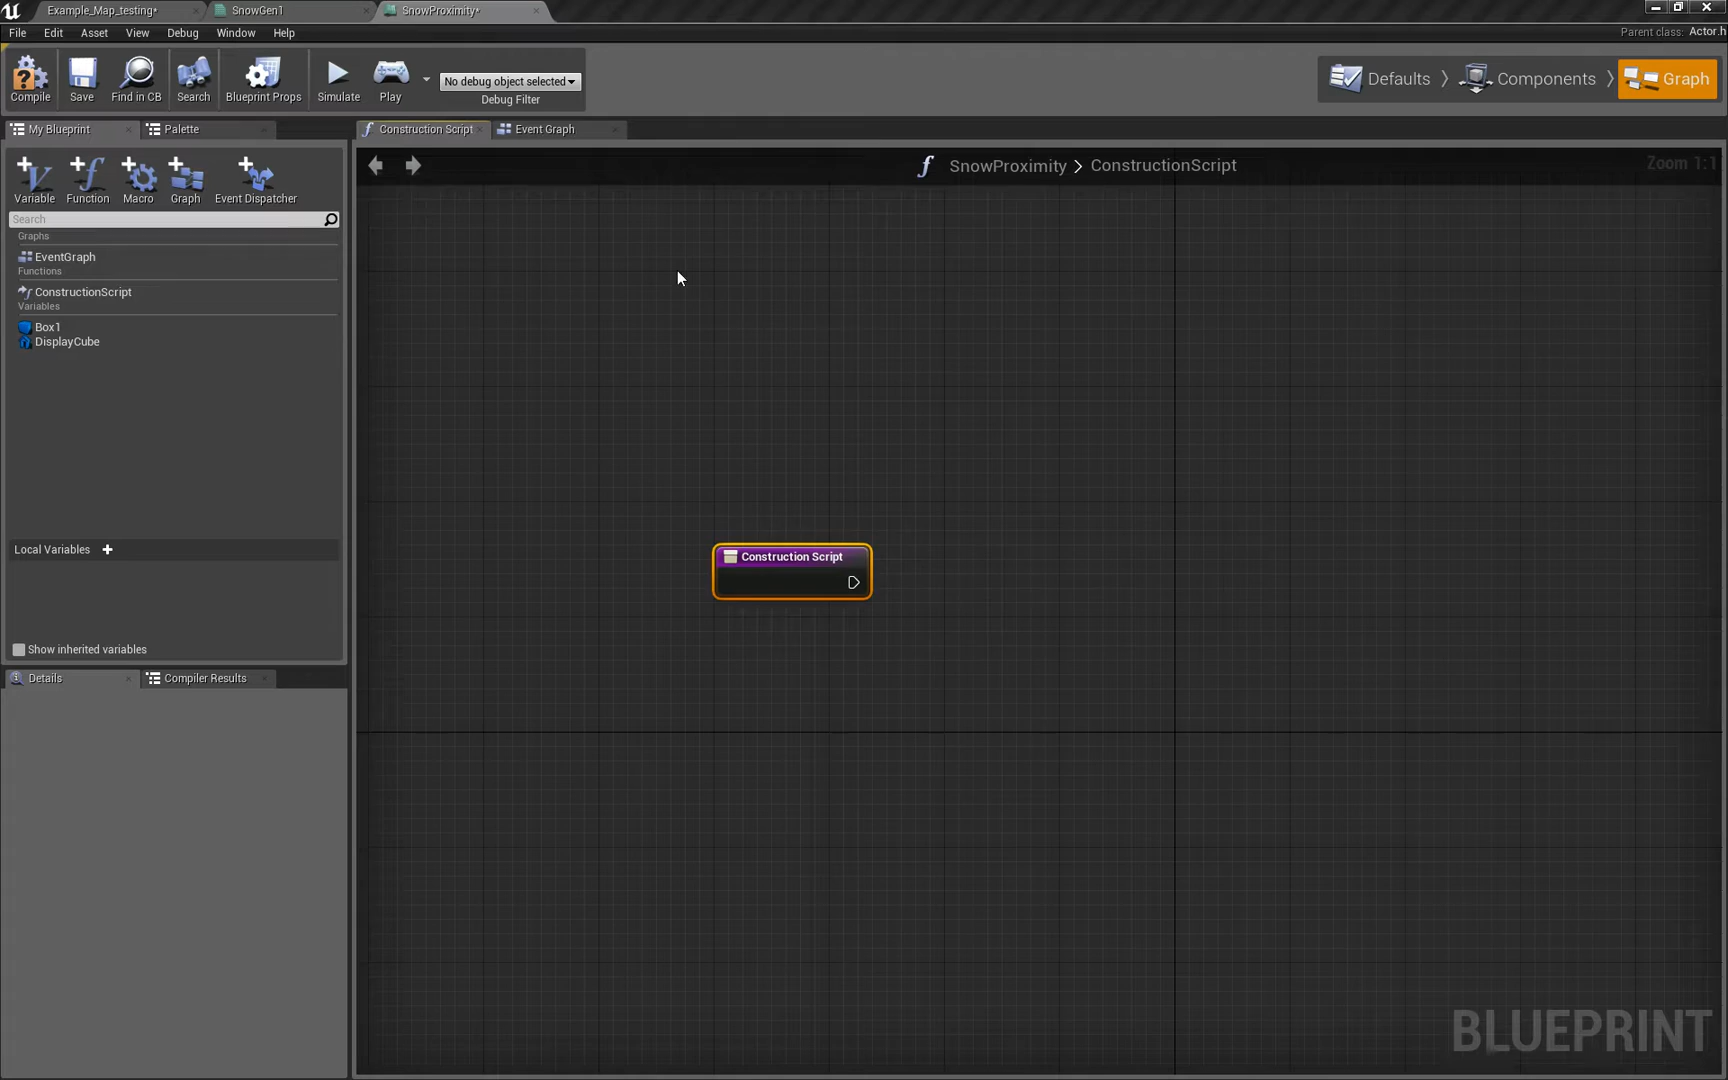 Example_Map_testing* SnowGen1 SnowProximity*
File Edit Asset View Debug Window Help Parent class: Actor.h
Compile Save Find in CB Search Blueprint Props Simulate Play No debug object selected Debug Filter Defaults Components Graph
My Blueprint Palette Construction Script Event Graph
SnowProximity > ConstructionScript Zoom 1:1
Variable Function Macro Graph Event Dispatcher
Search
Graphs
EventGraph
Functions
ConstructionScript
Variables
Box1
DisplayCube
Local Variables
Construction Script
Show inherited variables
Details Compiler Results
BLUEPRINT